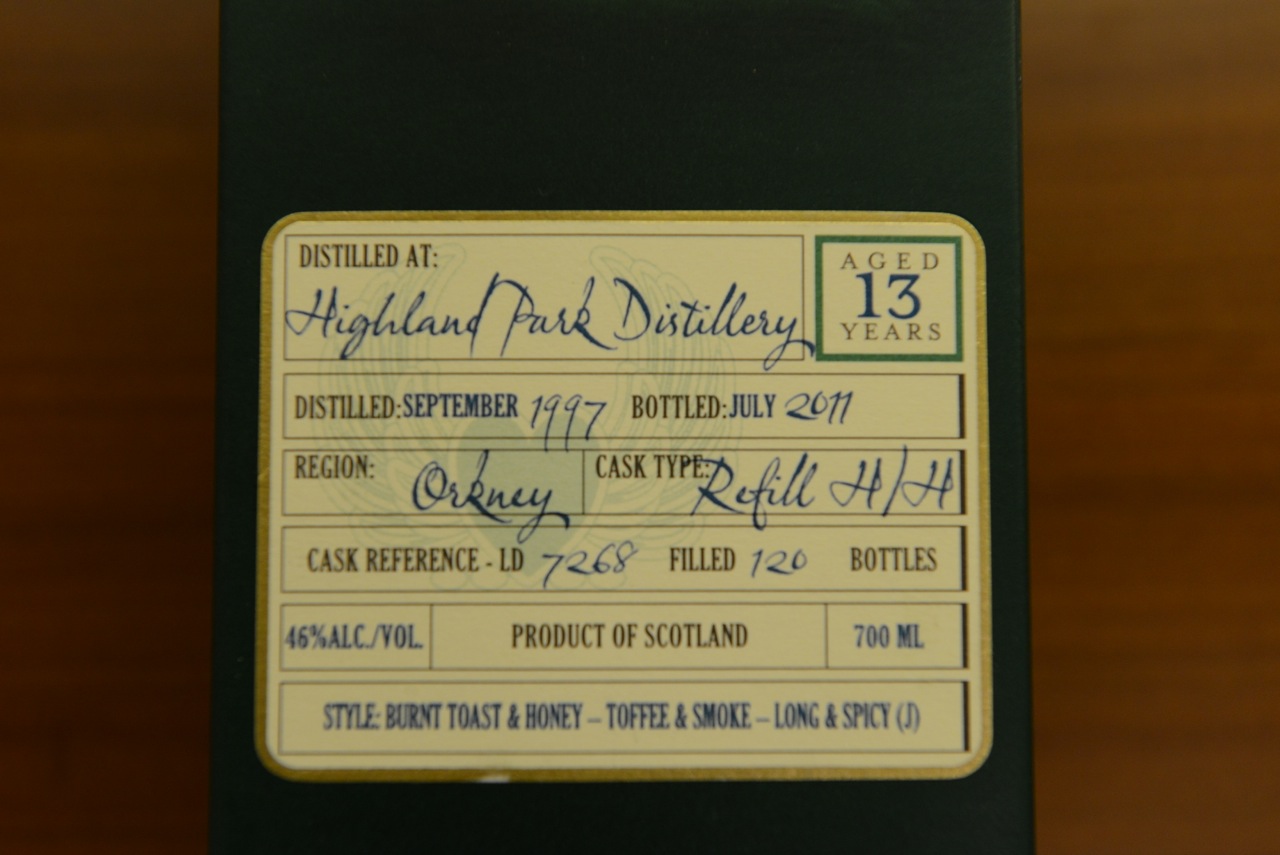 DISTILLED AT:
Highland Park Distillery
AGED
13
YEARS
DISTILLED: SEPTEMBER 1997 BOTTLED: JULY 2011
REGION: Orkney CASK TYPE: Refill H/H
CASK REFERENCE - LD 7268 FILLED 120 BOTTLES
46%ALC./VOL. PRODUCT OF SCOTLAND 700 ML
STYLE: BURNT TOAST & HONEY – TOFFEE & SMOKE – LONG & SPICY (J)